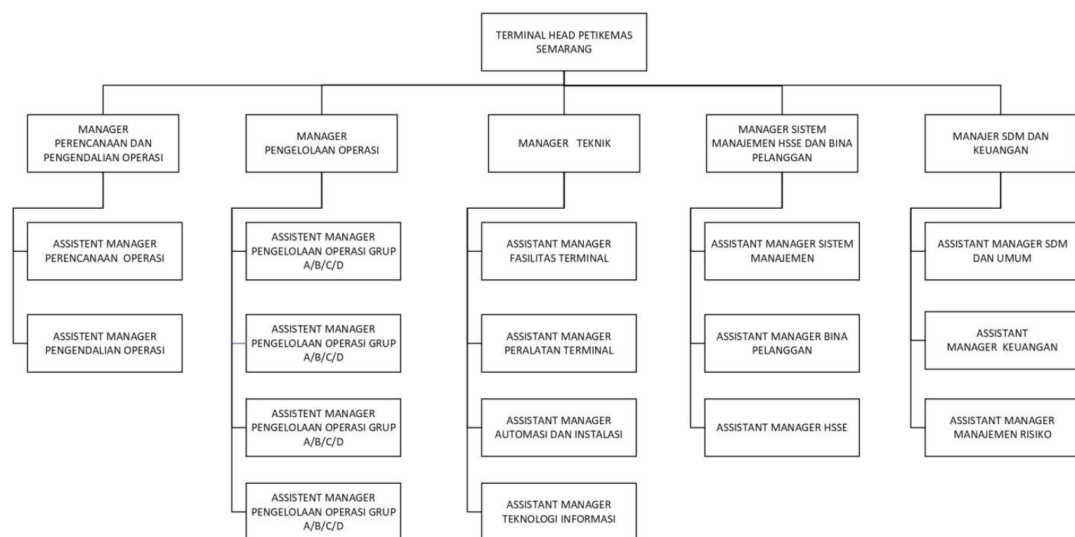 TERMINAL HEAD PETIKEMAS
SEMARANG
MANAGER
PERENCANAAN DAN
PENGENDALIAN OPERASI
MANAGER
PENGELOLAAN OPERASI
MANAGER TEKNIK
MANAGER SISTEM
MANAJEMEN HSSE DAN BINA
PELANGGAN
MANAJER SDM DAN
KEUANGAN
ASSISTENT MANAGER
PERENCANAAN OPERASI
ASSISTENT MANAGER
PENGELOLAAN OPERASI GRUP
A/B/C/D
ASSISTANT MANAGER
FASILITAS TERMINAL
ASSISTANT MANAGER SISTEM
MANAJEMEN
ASSISTANT MANAGER SDM
DAN UMUM
ASSISTENT MANAGER
PENGENDALIAN OPERASI
ASSISTENT MANAGER
PENGELOLAAN OPERASI GRUP
A/B/C/D
ASSISTANT MANAGER
PERALATAN TERMINAL
ASSISTANT MANAGER BINA
PELANGGAN
ASSISTANT
MANAGER KEUANGAN
ASSISTENT MANAGER
PENGELOLAAN OPERASI GRUP
A/B/C/D
ASSISTANT MANAGER
AUTOMASI DAN INSTALASI
ASSISTANT MANAGER HSSE
ASSISTANT MANAGER
MANAJEMEN RISIKO
ASSISTENT MANAGER
PENGELOLAAN OPERASI GRUP
A/B/C/D
ASSISTANT MANAGER
TEKNOLOGI INFORMASI